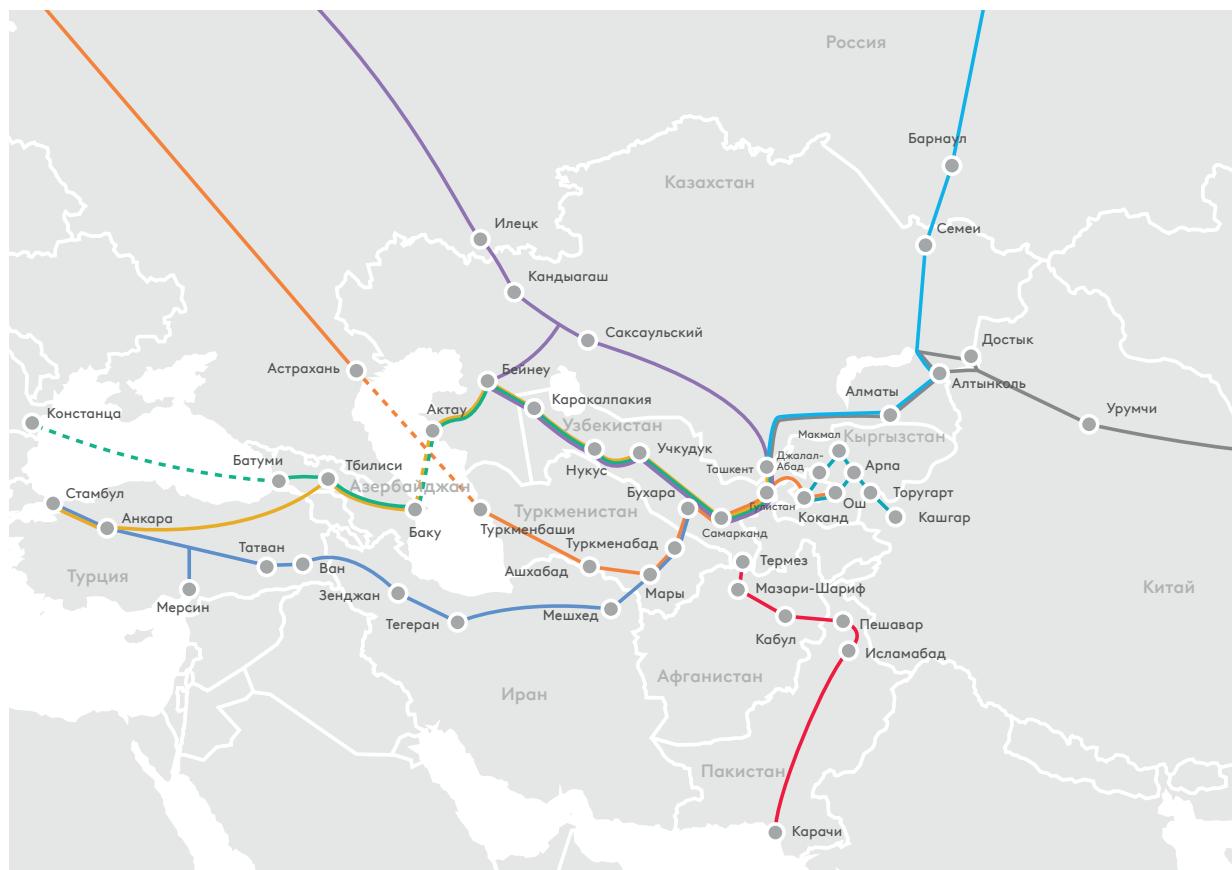 Россия
Барнаул
Казахстан
Илецк
Семеи
Кандыагаш
Саксаульский
Достык
Астрахань
Беинеу
Алтынколь
Алматы
Констанца
Актау
Каракалпакия
Урумчи
Узбекистан
Макмал
Кыргызстан
Учкудук
Батуми
Тбилиси
Нукус
Ташкент
Джалал-
Абад
Арпа
Азербайджан
Стамбул
Бухара
Торугарт
Анкара
Туркменистан
Гулистан
Ош
Коканд
Кашгар
Баку
Туркменбаши
Самарканд
Татван
Туркменабад
Термез
Турция
Ван
Ашхабад
Мары
Мазари-Шариф
Китай
Мерсин
Зенджан
Мешхед
Тегеран
Кабул
Пешавар
Исламабад
Афганистан
Иран
Пакистан
Карачи